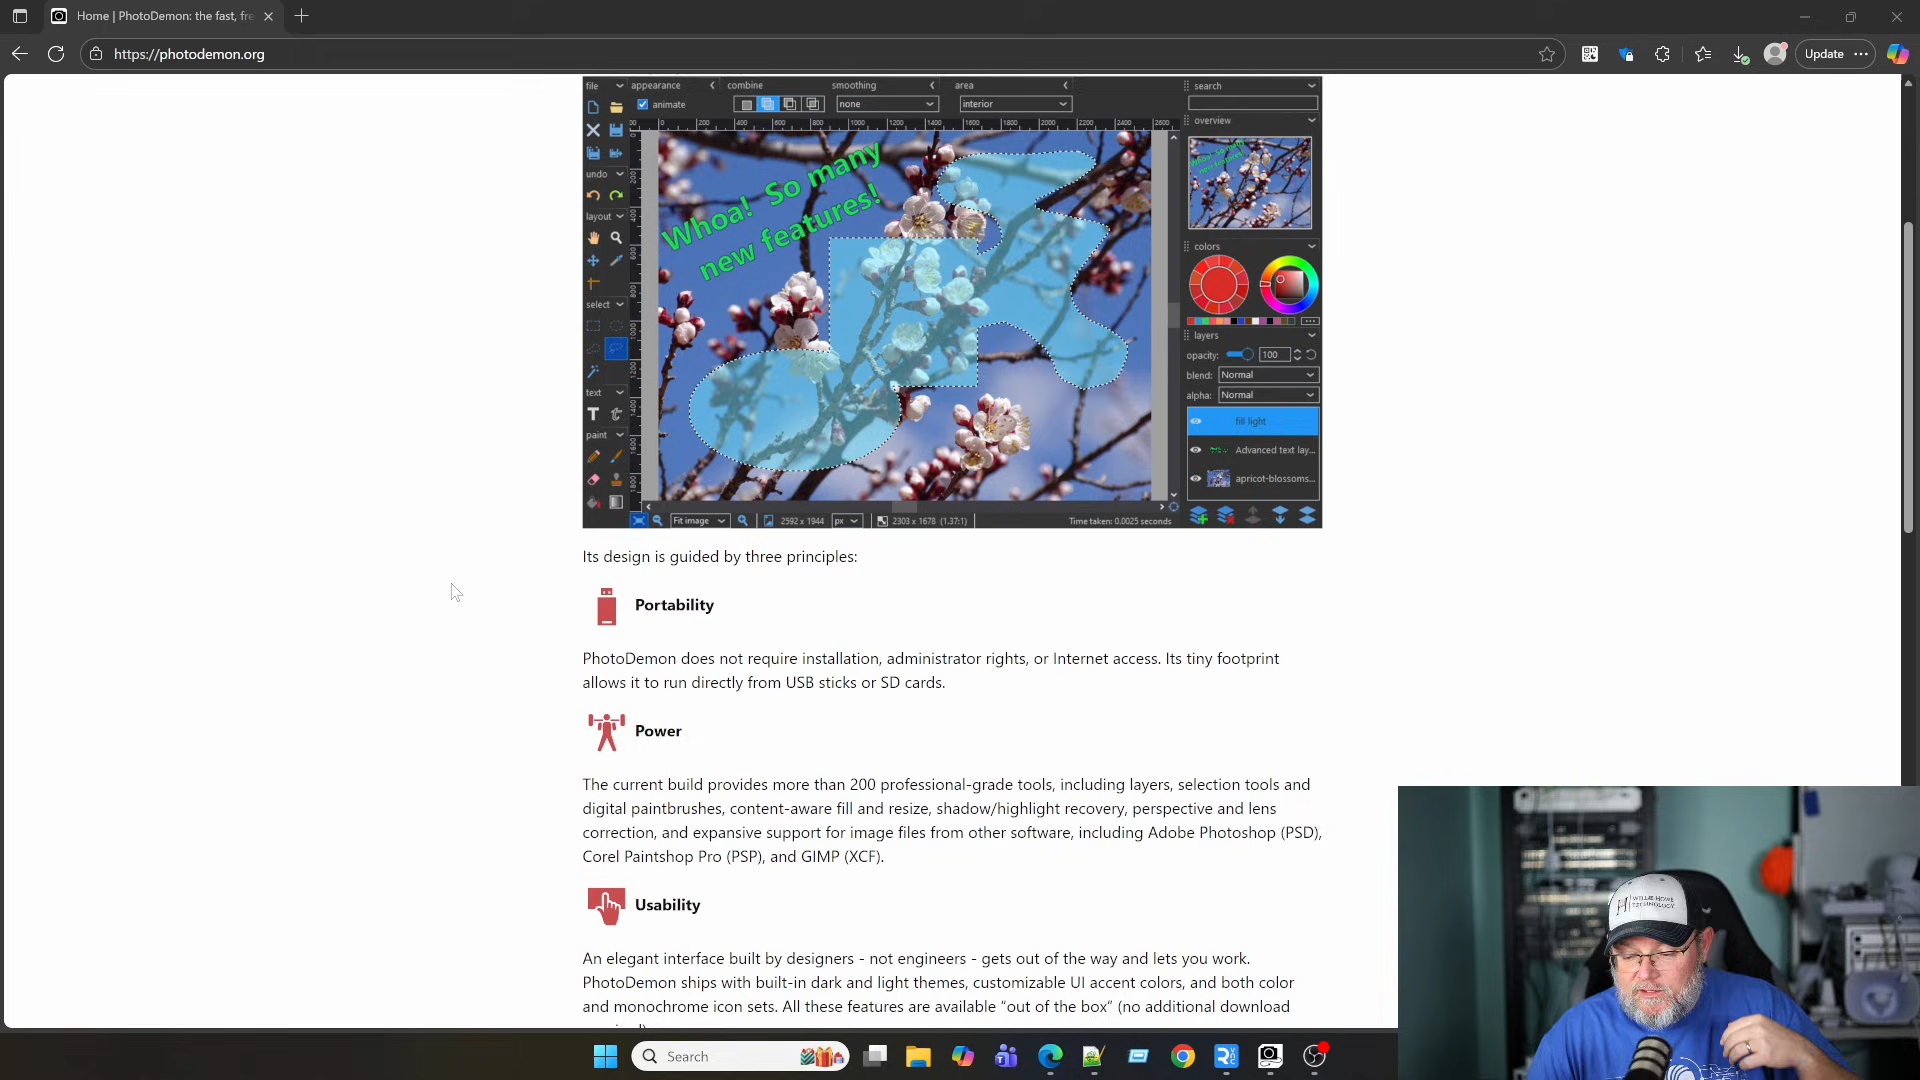 Home | PhotoDemon: the fast, fre
https://photodemon.org
Update
file
appearance
combine
smoothing
area
search
animate
none
interior
overview
undo
layout
select
text
paint
Whoa! So many
new features!
colors
layers
opacity:
100
blend:
Normal
alpha:
Normal
fill light
Advanced text lay...
apricot-blossoms...
Fit image
2592 x 1944
px
2303 x 1678 (1.37:1)
Time taken: 0.0025 seconds
Its design is guided by three principles:
Portability
PhotoDemon does not require installation, administrator rights, or Internet access. Its tiny footprint
allows it to run directly from USB sticks or SD cards.
Power
The current build provides more than 200 professional-grade tools, including layers, selection tools and
digital paintbrushes, content-aware fill and resize, shadow/highlight recovery, perspective and lens
correction, and expansive support for image files from other software, including Adobe Photoshop (PSD),
Corel Paintshop Pro (PSP), and GIMP (XCF).
Usability
An elegant interface built by designers - not engineers - gets out of the way and lets you work.
PhotoDemon ships with built-in dark and light themes, customizable UI accent colors, and both color
and monochrome icon sets. All these features are available “out of the box” (no additional download
WILLIE HOWE
TECHNOLOGY
Search